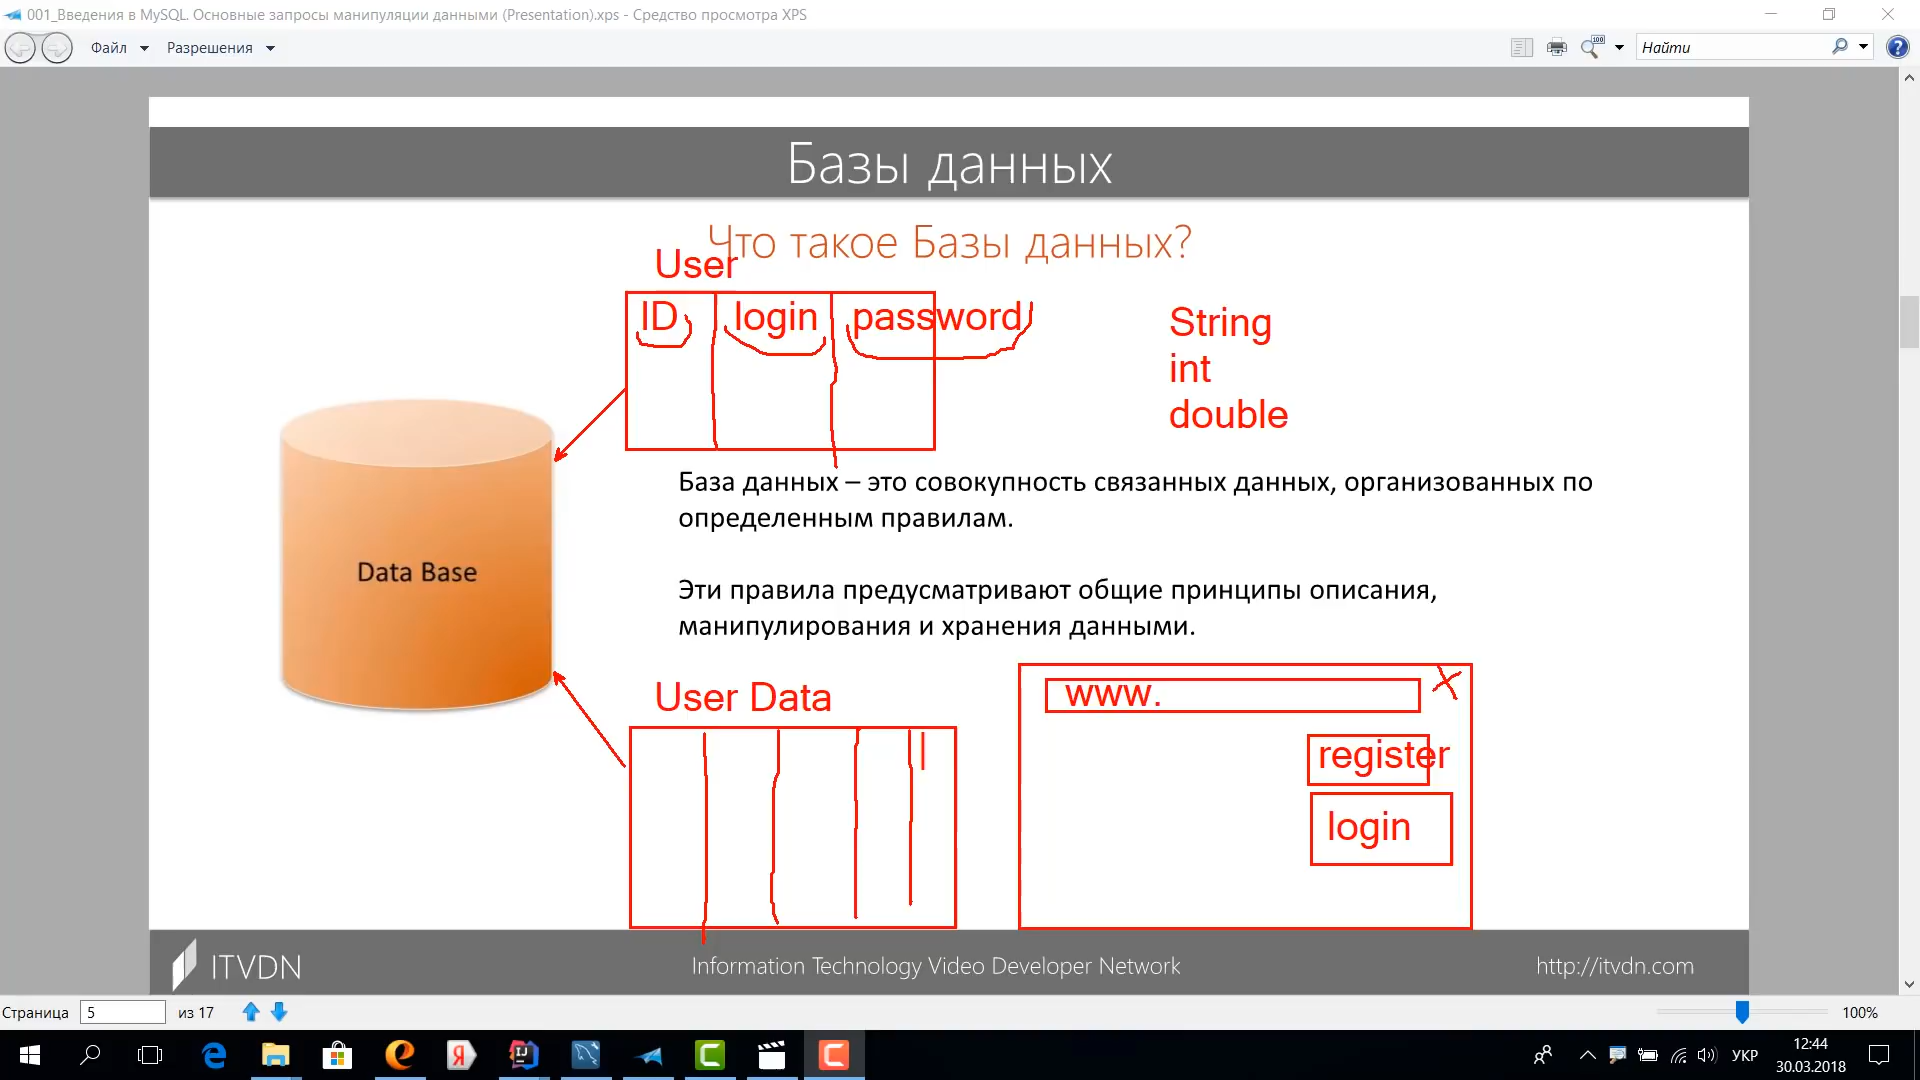 001_Введения в MySQL. Основные запросы манипуляции данными (Presentation).xps - Средство просмотра XPS
Файл Разрешения 100 Найти ?
Базы данных
Что такое Базы данных?
User
ID login password
String
int
double
База данных – это совокупность связанных данных, организованных по
определенным правилам.
Data Base
Эти правила предусматривают общие принципы описания,
манипулирования и хранения данными.
User Data
www.
register
login
ITVDN Information Technology Video Developer Network http://itvdn.com
Страница 5 из 17 100%
УКР 12:44
30.03.2018